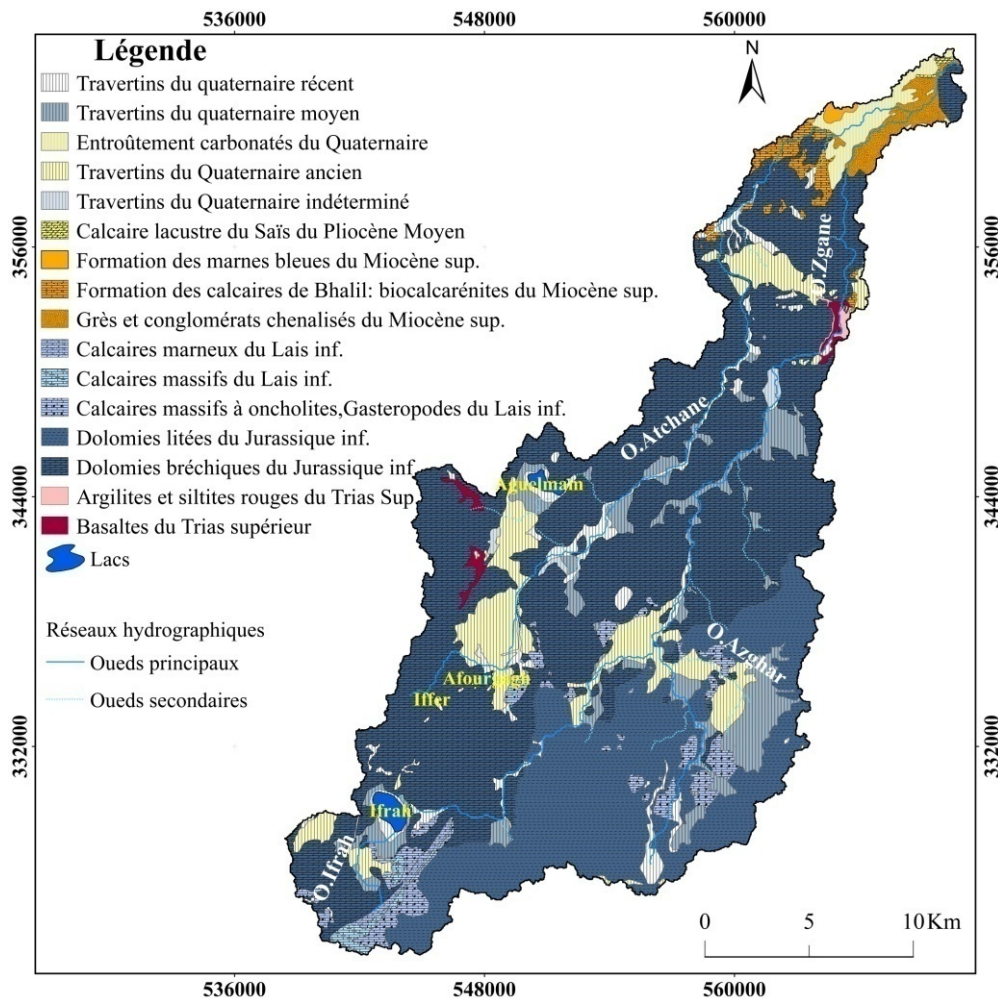 536000 548000 560000
Légende
Travertins du quaternaire récent
Travertins du quaternaire moyen
Entroûtement carbonatés du Quaternaire
Travertins du Quaternaire ancien
Travertins du Quaternaire indéterminé
Calcaire lacustre du Saïs du Pliocène Moyen
Formation des marnes bleues du Miocène sup.
Formation des calcaires de Bhalil: biocalcarénites du Miocène sup.
Grès et conglomérats chenalisés du Miocène sup.
Calcaires marneux du Lais inf.
Calcaires massifs du Lais inf.
Calcaires massifs à oncholites,Gasteropodes du Lais inf.
Dolomies litées du Jurassique inf.
Dolomies bréchiques du Jurassique inf
Argilites et siltites rouges du Trias Sup
Basaltes du Trias supérieur
Lacs
Réseaux hydrographiques
Oueds principaux
Oueds secondaires
N
O.Zgane
O.Atchane
Aguelmam
O.Azghar
Iffer
Ifrah
O.Ifrah
356000
344000
332000
356000
344000
332000
0 5 10 Km
536000 548000 560000